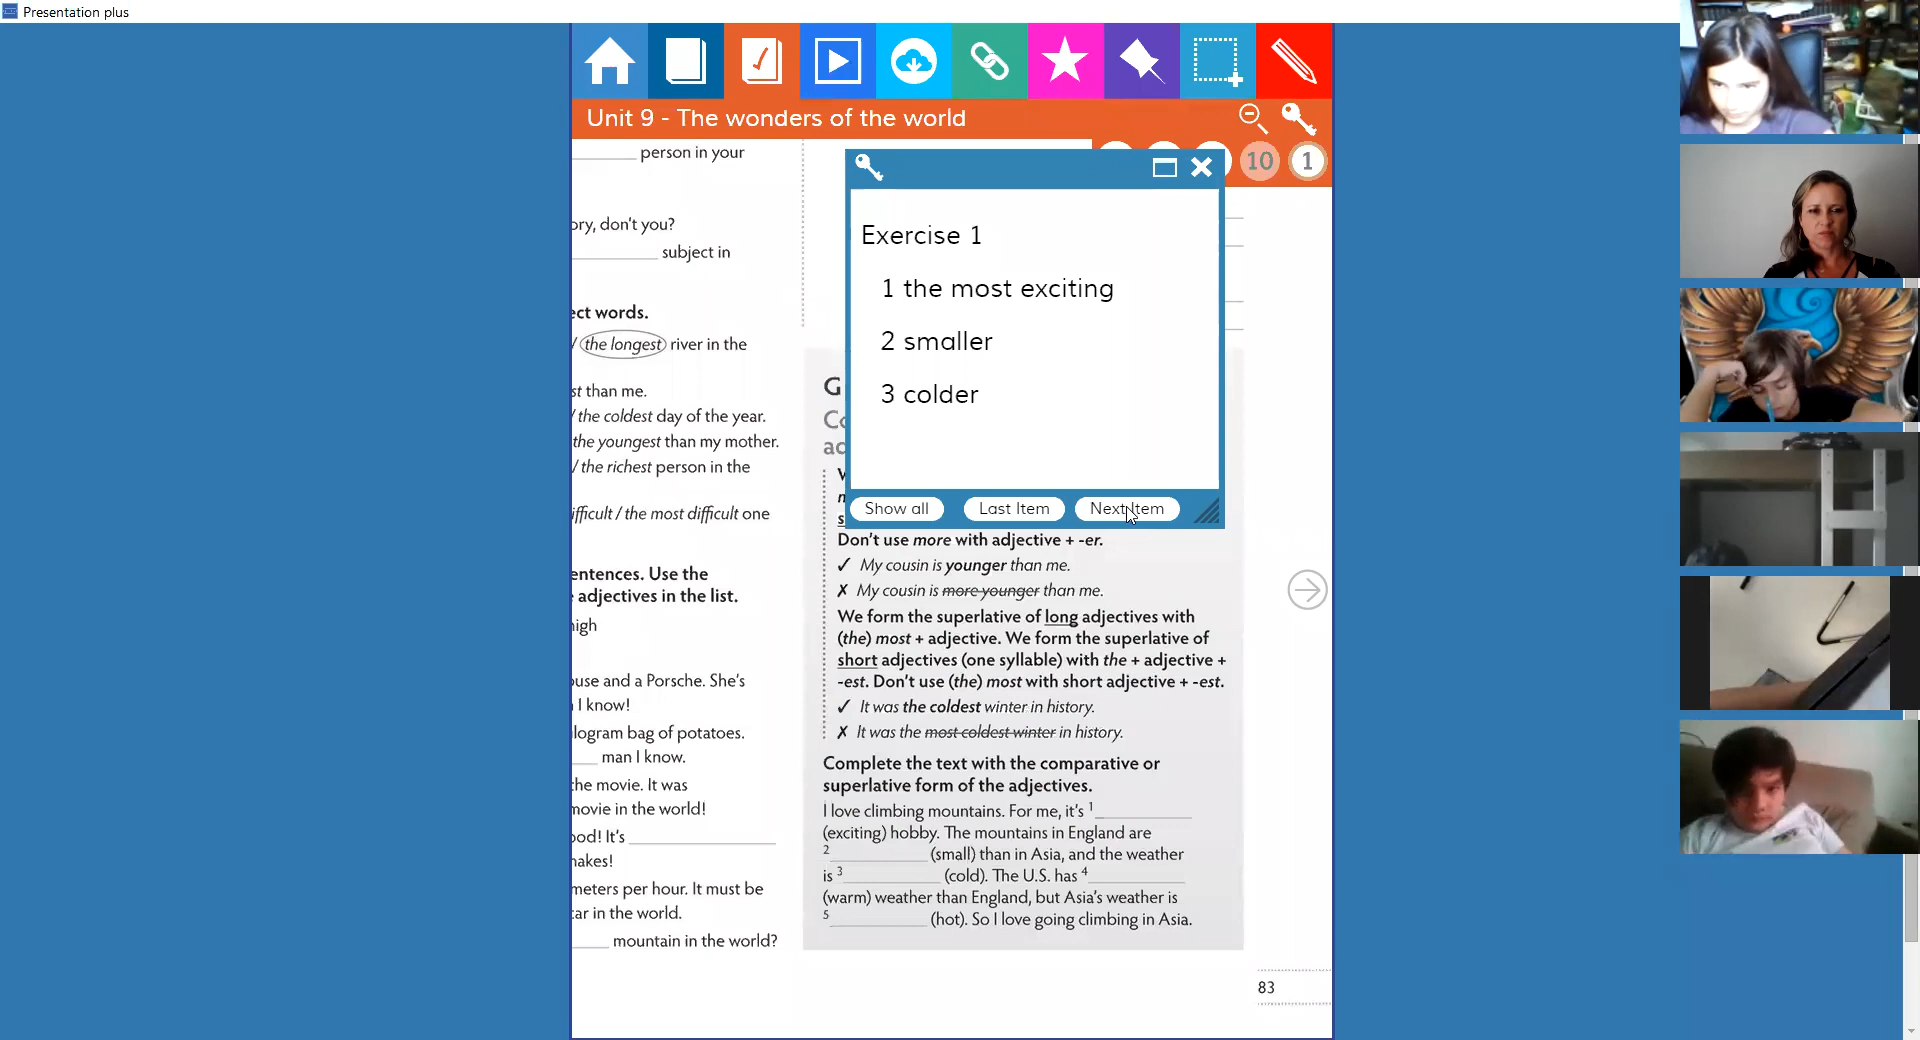 Presentation plus
Unit 9 - The wonders of the world
10 1
person in your
ory, don't you?
subject in
ect words.
/ the longest river in the
st than me.
/ the coldest day of the year.
the youngest than my mother.
/ the richest person in the
ifficult / the most difficult one
entences. Use the
adjectives in the list.
high
ouse and a Porsche. She's
I know!
logram bag of potatoes.
man I know.
the movie. It was
movie in the world!
ood! It's
nakes!
meters per hour. It must be
car in the world.
mountain in the world?
Exercise 1
1 the most exciting
2 smaller
3 colder
Show all Last Item Next Item
Don't use more with adjective + -er.
✓ My cousin is younger than me.
✗ My cousin is more younger than me.
We form the superlative of long adjectives with
(the) most + adjective. We form the superlative of
short adjectives (one syllable) with the + adjective +
-est. Don't use (the) most with short adjective + -est.
✓ It was the coldest winter in history.
✗ It was the most coldest winter in history.
Complete the text with the comparative or
superlative form of the adjectives.
I love climbing mountains. For me, it's 1
(exciting) hobby. The mountains in England are
2 (small) than in Asia, and the weather
is 3 (cold). The U.S. has 4
(warm) weather than England, but Asia's weather is
5 (hot). So I love going climbing in Asia.
83